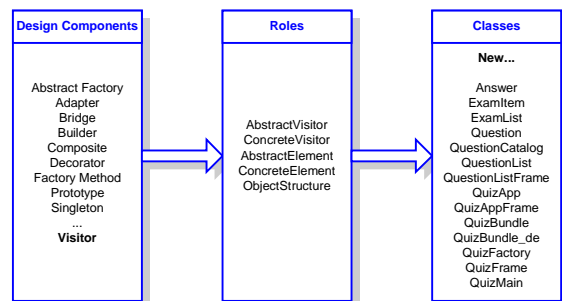 Design Components
Abstract Factory
Adapter
Bridge
Builder
Composite
Decorator
Factory Method
Prototype
Singleton
...
Visitor
Roles
AbstractVisitor
ConcreteVisitor
AbstractElement
ConcreteElement
ObjectStructure
Classes
New...
Answer
ExamItem
ExamList
Question
QuestionCatalog
QuestionList
QuestionListFrame
QuizApp
QuizAppFrame
QuizBundle
QuizBundle_de
QuizFactory
QuizFrame
QuizMain